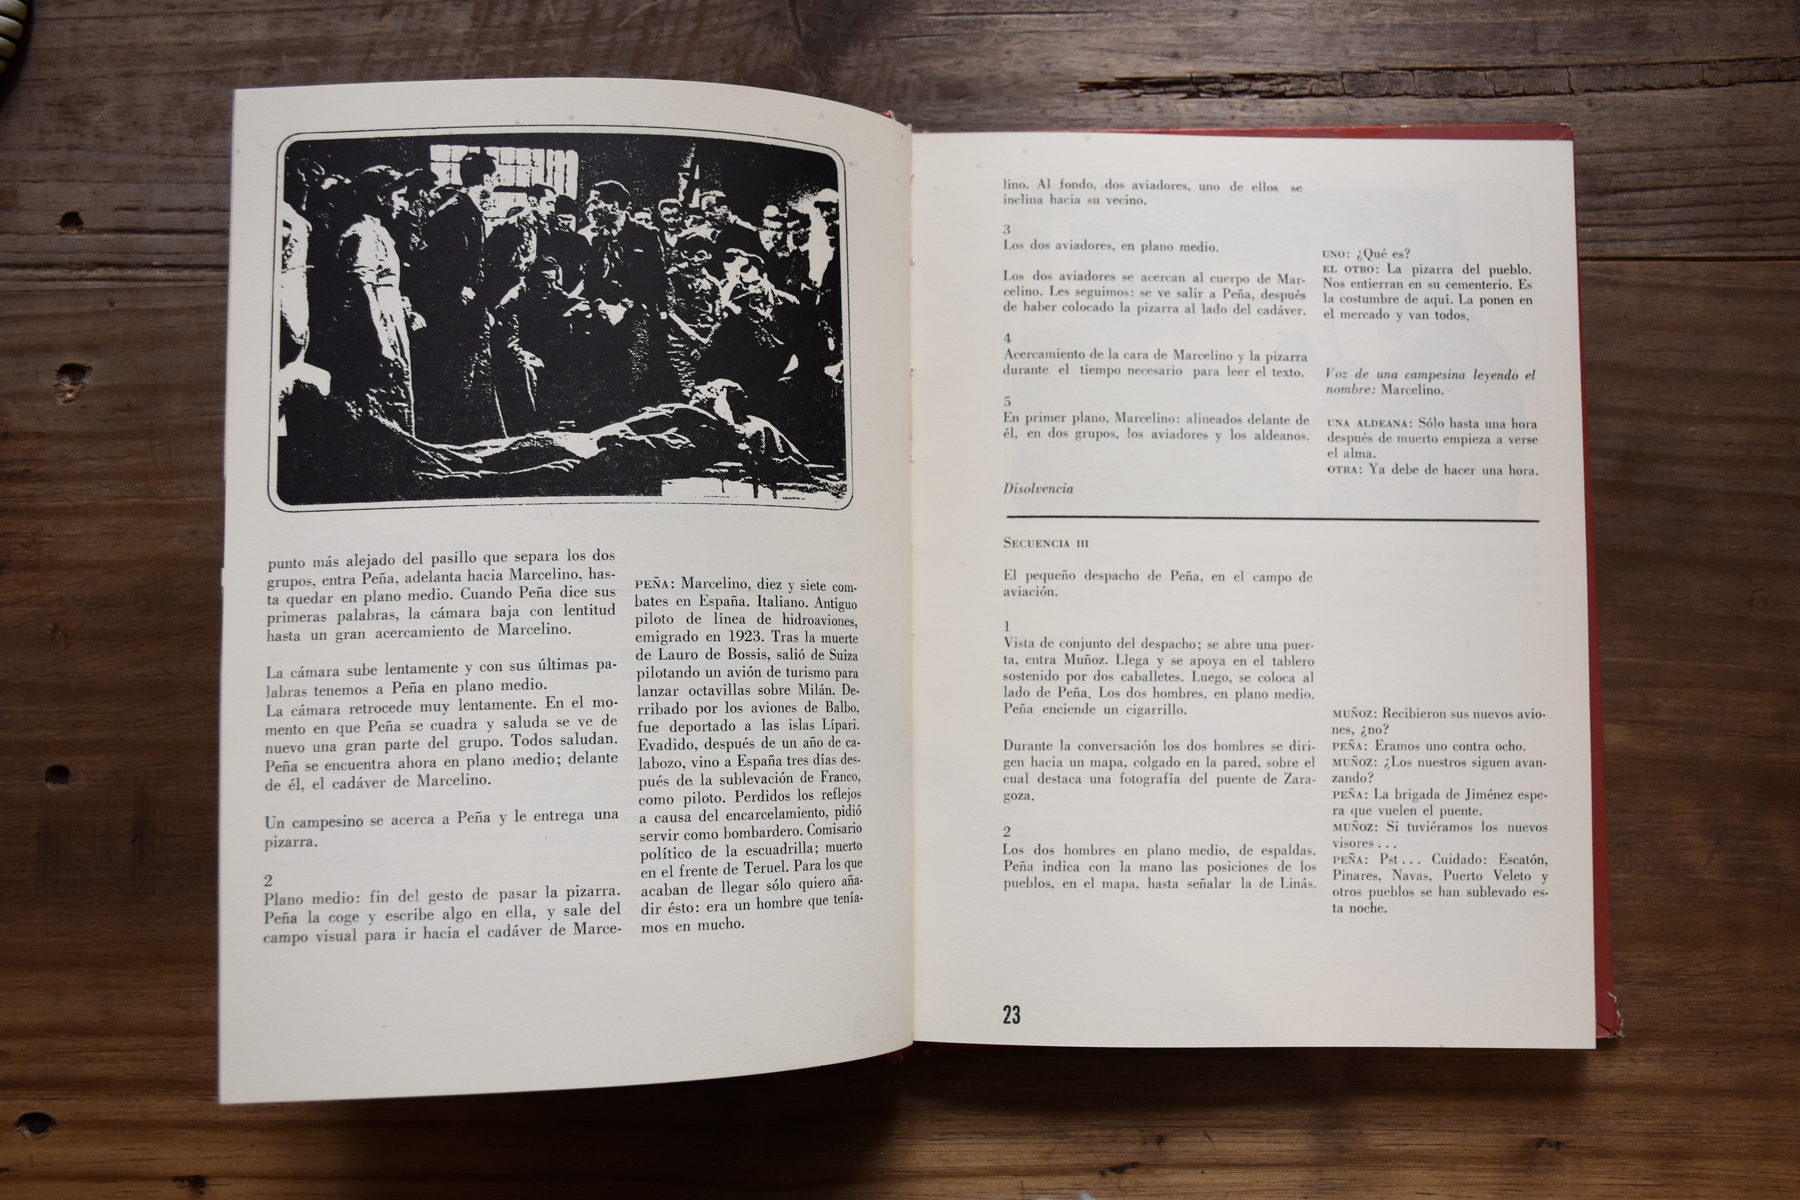 punto más alejado del pasillo que separa los dos
grupos, entra Peña, adelanta hacia Marcelino, has-
ta quedar en plano medio. Cuando Peña dice sus
primeras palabras, la cámara baja con lentitud
hasta un gran acercamiento de Marcelino.
La cámara sube lentamente y con sus últimas pa-
labras tenemos a Peña en plano medio.
La cámara retrocede muy lentamente. En el mo-
mento en que Peña se cuadra y saluda se ve de
nuevo una gran parte del grupo. Todos saludan.
Peña se encuentra ahora en plano medio; delante
de él, el cadáver de Marcelino.
Un campesino se acerca a Peña y le entrega una
pizarra.
2
Plano medio: fin del gesto de pasar la pizarra.
Peña la coge y escribe algo en ella, y sale del
campo visual para ir hacia el cadáver de Marce-
PEÑA: Marcelino, diez y siete com-
bates en España. Italiano. Antiguo
piloto de línea de hidroaviones,
emigrado en 1923. Tras la muerte
de Lauro de Bossis, salió de Suiza
pilotando un avión de turismo para
lanzar octavillas sobre Milán. De-
rribado por los aviones de Balbo,
fue deportado a las islas Lípari.
Evadido, después de un año de ca-
labozo, vino a España tres días des-
pués de la sublevación de Franco,
como piloto. Perdidos los reflejos
a causa del encarcelamiento, pidió
servir como bombardero. Comisario
político de la escuadrilla; muerto
en el frente de Teruel. Para los que
acaban de llegar sólo quiero aña-
dir ésto: era un hombre que tenía-
mos en mucho.
lino. Al fondo, dos aviadores, uno de ellos se
inclina hacia su vecino.
3
Los dos aviadores, en plano medio.
Los dos aviadores se acercan al cuerpo de Mar-
celino. Les seguimos: se ve salir a Peña, después
de haber colocado la pizarra al lado del cadáver.
4
Acercamiento de la cara de Marcelino y la pizarra
durante el tiempo necesario para leer el texto.
5
En primer plano, Marcelino: alineados delante de
él, en dos grupos, los aviadores y los aldeanos.
Disolvencia
UNO: ¿Qué es?
EL OTRO: La pizarra del pueblo.
Nos entierran en su cementerio. Es
la costumbre de aquí. La ponen en
el mercado y van todos.
Voz de una campesina leyendo el
nombre: Marcelino.
UNA ALDEANA: Sólo hasta una hora
después de muerto empieza a verse
el alma.
OTRA: Ya debe de hacer una hora.
SECUENCIA III
El pequeño despacho de Peña, en el campo de
aviación.
1
Vista de conjunto del despacho; se abre una puer-
ta, entra Muñoz. Llega y se apoya en el tablero
sostenido por dos caballetes. Luego, se coloca al
lado de Peña. Los dos hombres, en plano medio.
Peña enciende un cigarrillo.
Durante la conversación los dos hombres se diri-
gen hacia un mapa, colgado en la pared, sobre el
cual destaca una fotografía del puente de Zara-
goza.
2
Los dos hombres en plano medio, de espaldas.
Peña indica con la mano las posiciones de los
pueblos, en el mapa, hasta señalar la de Linás.
MUÑOZ: Recibieron sus nuevos avio-
nes, ¿no?
PEÑA: Eramos uno contra ocho.
MUÑOZ: ¿Los nuestros siguen avan-
zando?
PEÑA: La brigada de Jiménez espe-
ra que vuelen el puente.
MUÑOZ: Si tuviéramos los nuevos
visores . . .
PEÑA: Pst . . . Cuidado: Escatón,
Pinares, Navas, Puerto Veleto y
otros pueblos se han sublevado es-
ta noche.
23